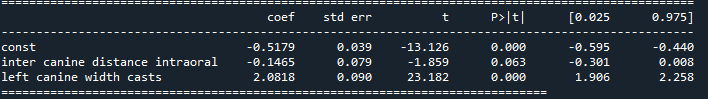 coef std err t P>|t| [0.025 0.975]
const -0.5179 0.039 -13.126 0.000 -0.595 -0.440
inter canine distance intraoral -0.1465 0.079 -1.859 0.063 -0.301 0.008
left canine width casts 2.0818 0.090 23.182 0.000 1.906 2.258